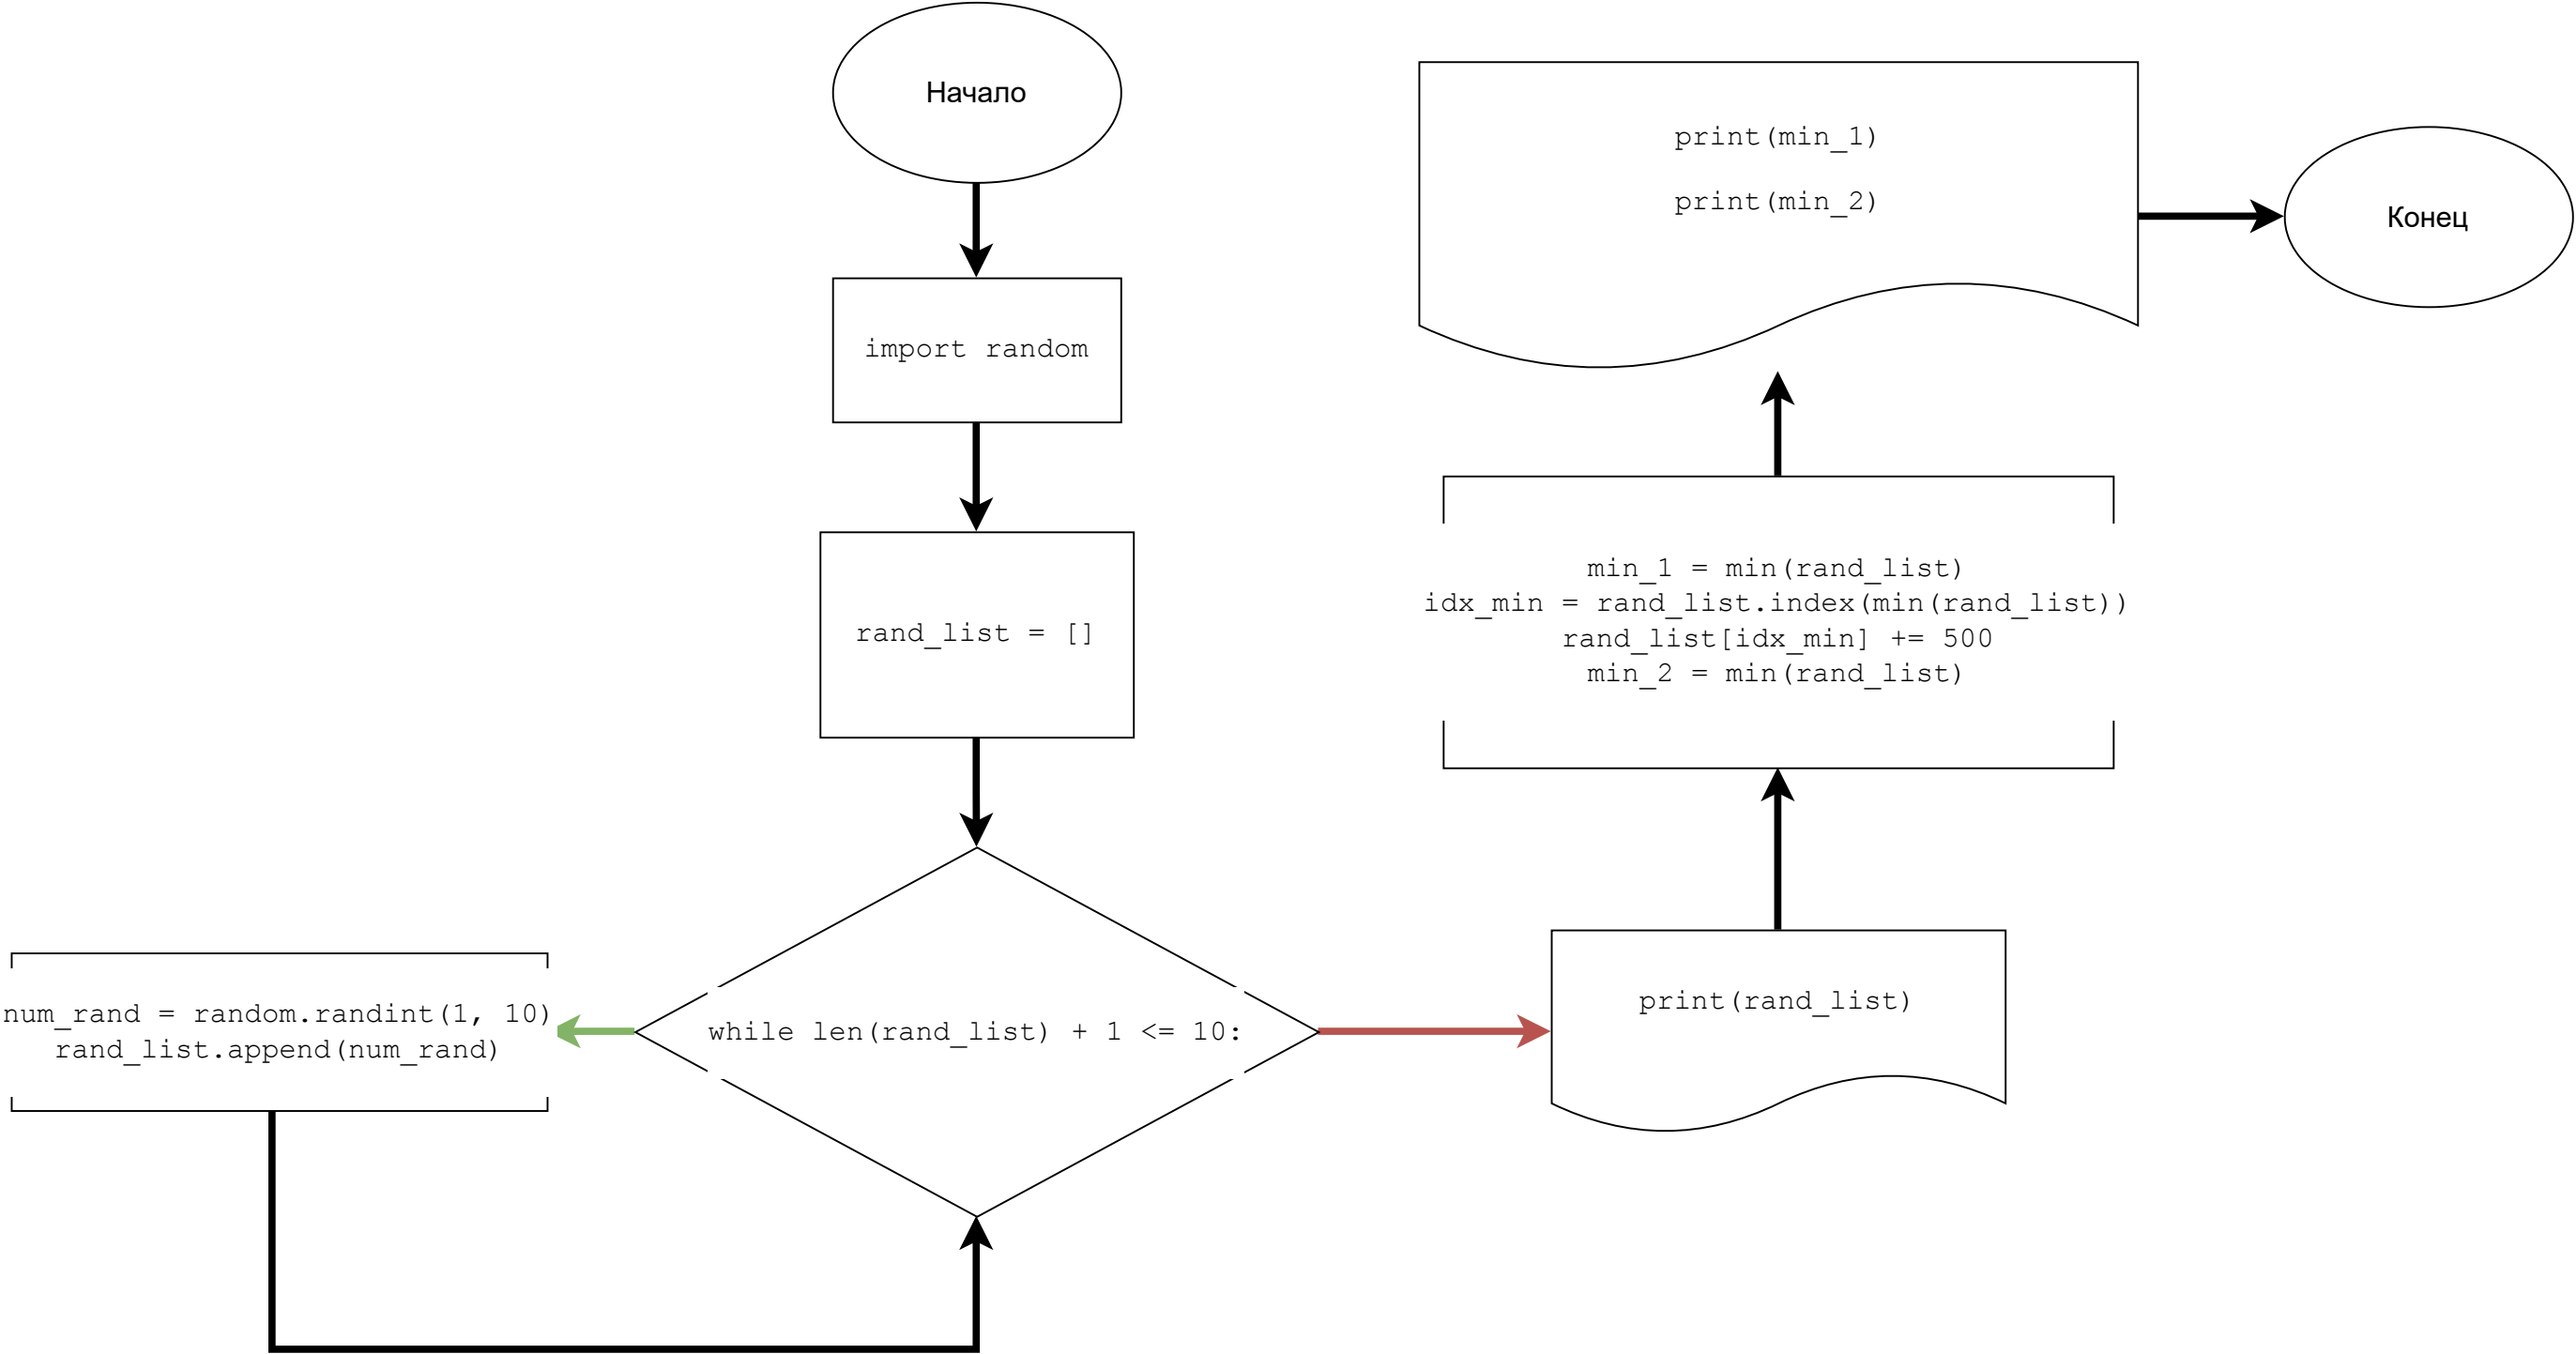 Начало
import random
rand_list = []
while len(rand_list) + 1 <= 10:
num_rand = random.randint(1, 10)
rand_list.append(num_rand)
print(rand_list)
min_1 = min(rand_list)
idx_min = rand_list.index(min(rand_list))
rand_list[idx_min] += 500
min_2 = min(rand_list)
print(min_1)
print(min_2)
Конец